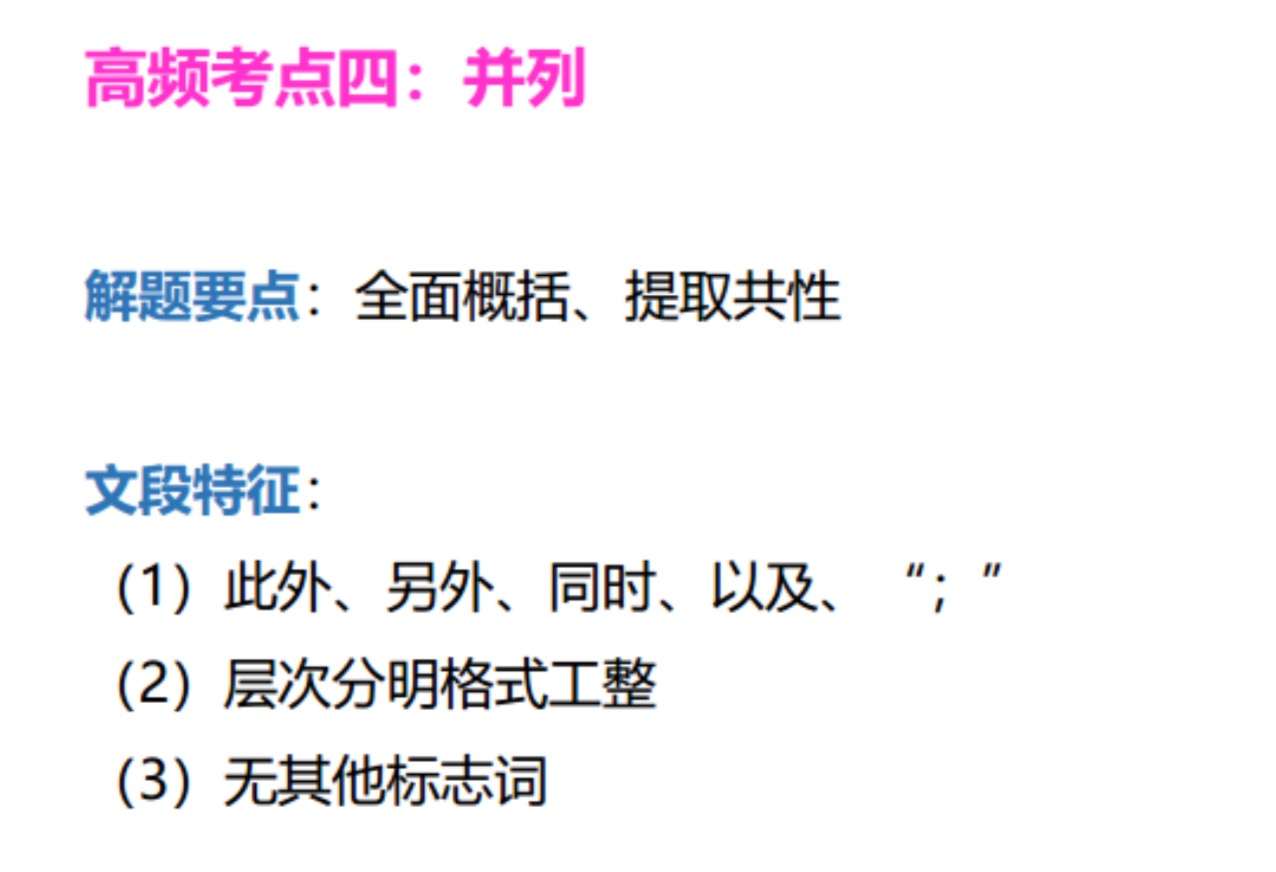 高频考点四：并列
解题要点：全面概括、提取共性
文段特征：
（1）此外、另外、同时、以及、 “；”
（2）层次分明格式工整
（3）无其他标志词